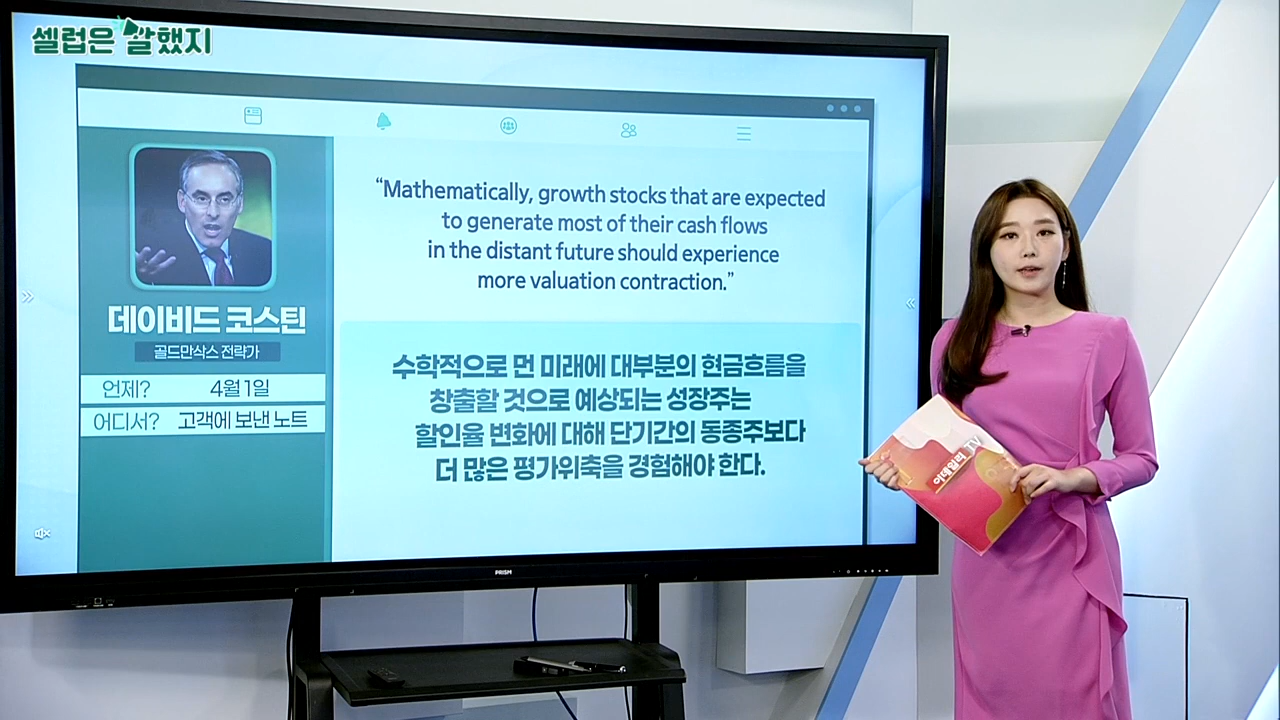 셀럽은 말했지
“Mathematically, growth stocks that are expected
to generate most of their cash flows
in the distant future should experience
more valuation contraction.”
데이비드 코스틴
골드만삭스 전략가
언제? 4월 1일
어디서? 고객에 보낸 노트
수학적으로 먼 미래에 대부분의 현금흐름을
창출할 것으로 예상되는 성장주는
할인율 변화에 대해 단기간의 동종주보다
더 많은 평가위축을 경험해야 한다.
이데일리 TV
PRISM